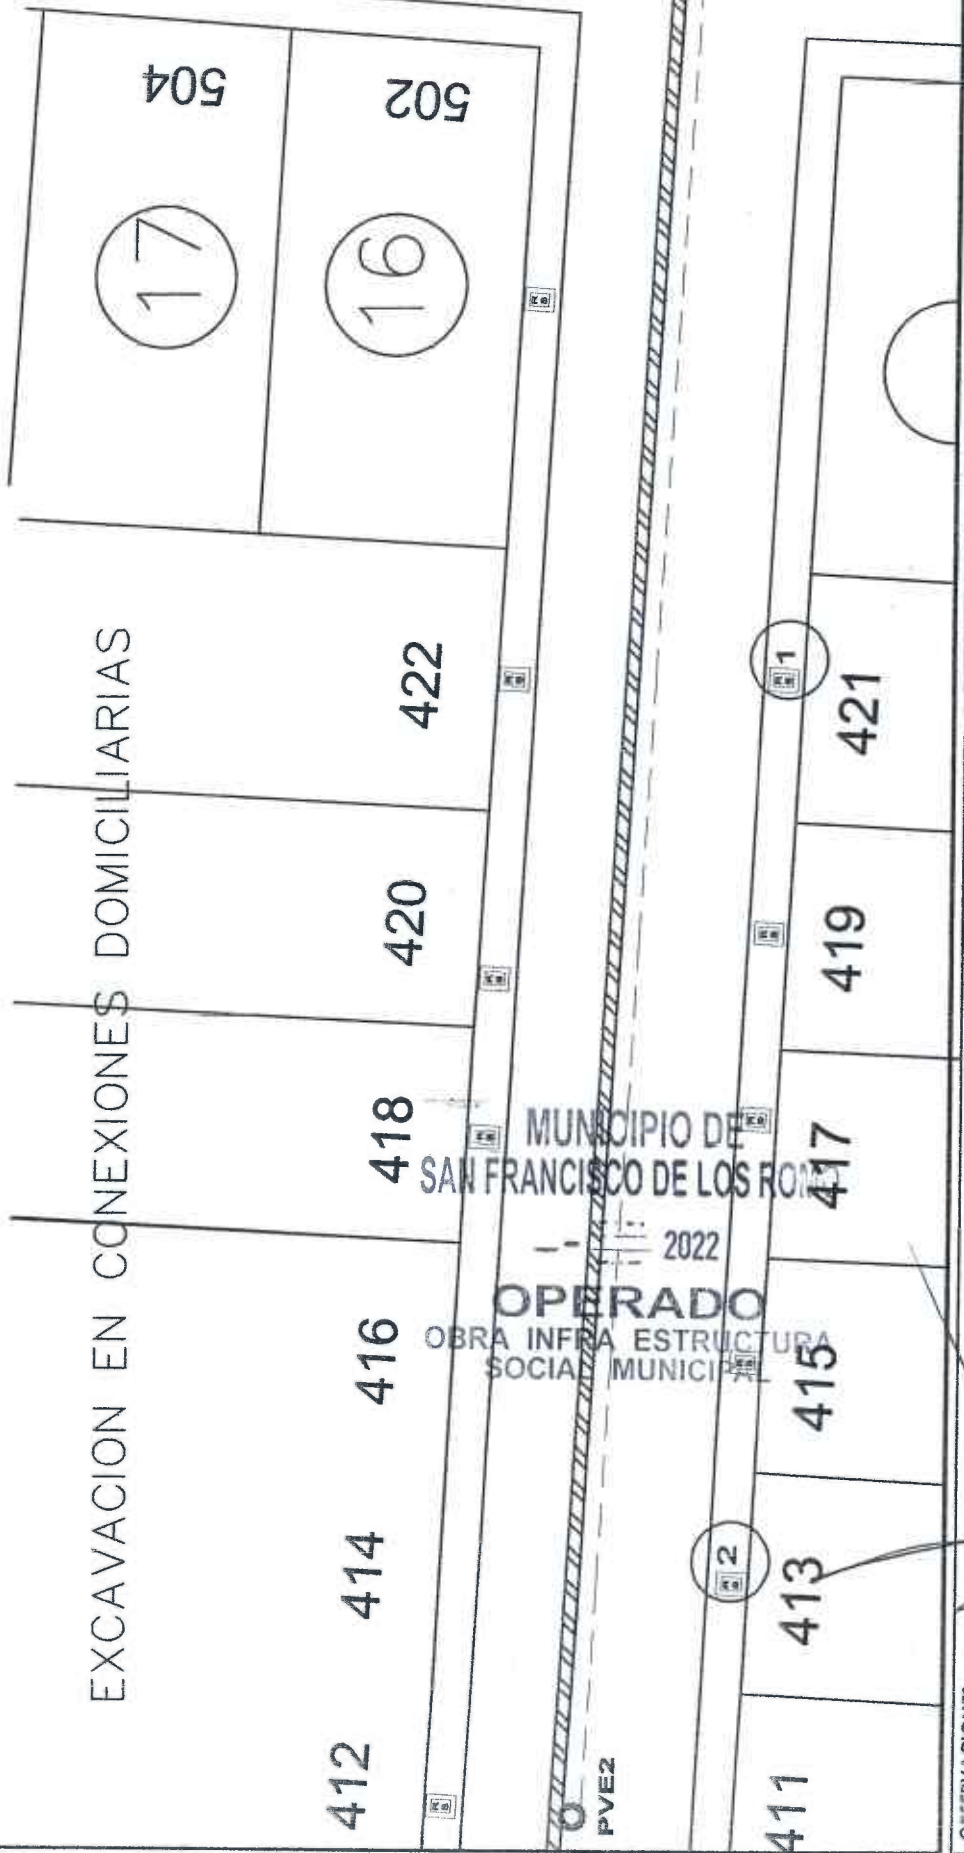 EXCAVACION EN CONEXIONES DOMICILIARIAS
504
502
17
16
412
414
416
418
420
422
PVE2
2
1
411
413
415
417
419
421
MUNICIPIO DE
SAN FRANCISCO DE LOS
2022
OPERADO
OBRA INFRA ESTRUCTURA
SOCIAL MUNICIPAL